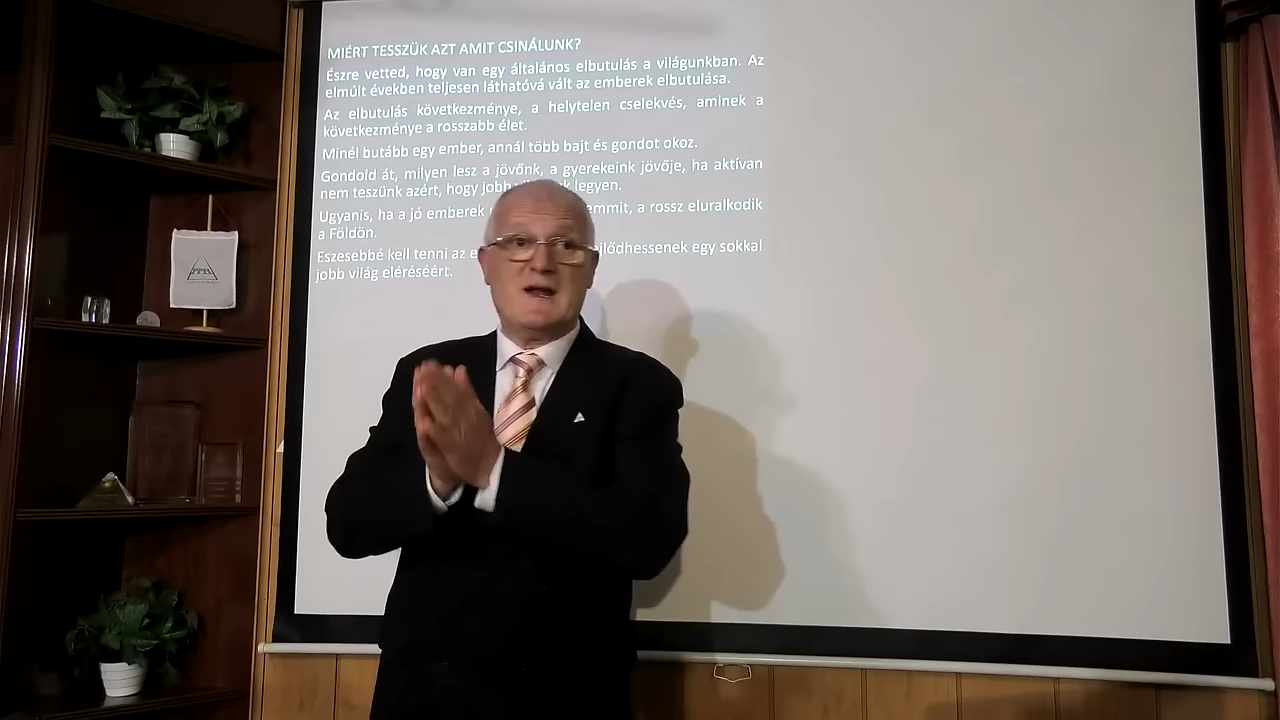 MIÉRT TESSZÜK AZT AMIT CSINÁLUNK?
Észre vetted, hogy van egy általános elbutulás a világunkban. Az
elmúlt években teljesen láthatóvá vált az emberek elbutulása.
Az elbutulás következménye, a helytelen cselekvés, aminek a
következménye a rosszabb élet.
Minél butább egy ember, annál több bajt és gondot okoz.
Gondold át, milyen lesz a jövőnk, a gyerekeink jövője, ha aktívan
nem teszünk azért, hogy legyen.
Ugyanis, ha a jó emberek a rossz eluralkodik
a Földön.
Eszesebbé kell tenni az egy sokkal
jobb világ eléréséért.